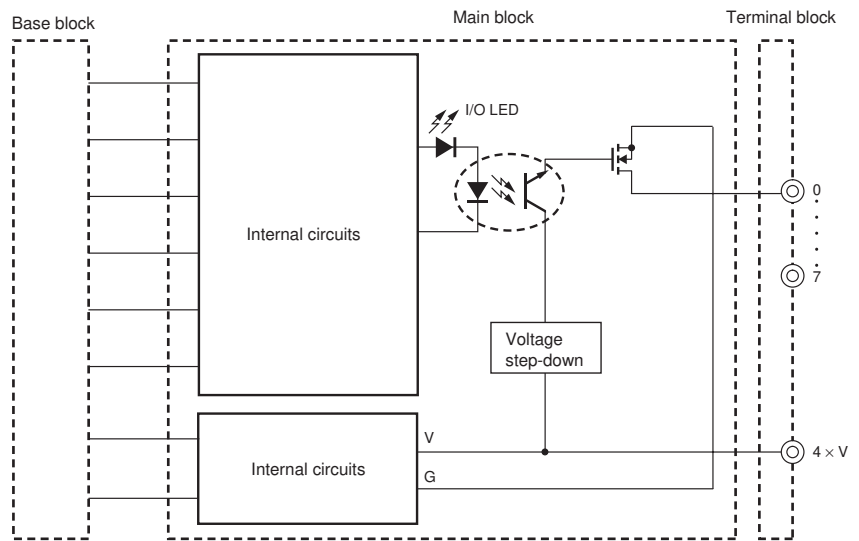 Base block
Main block
Terminal block
I/O LED
0
Internal circuits
7
Voltage
step-down
V
4 × V
Internal circuits
G